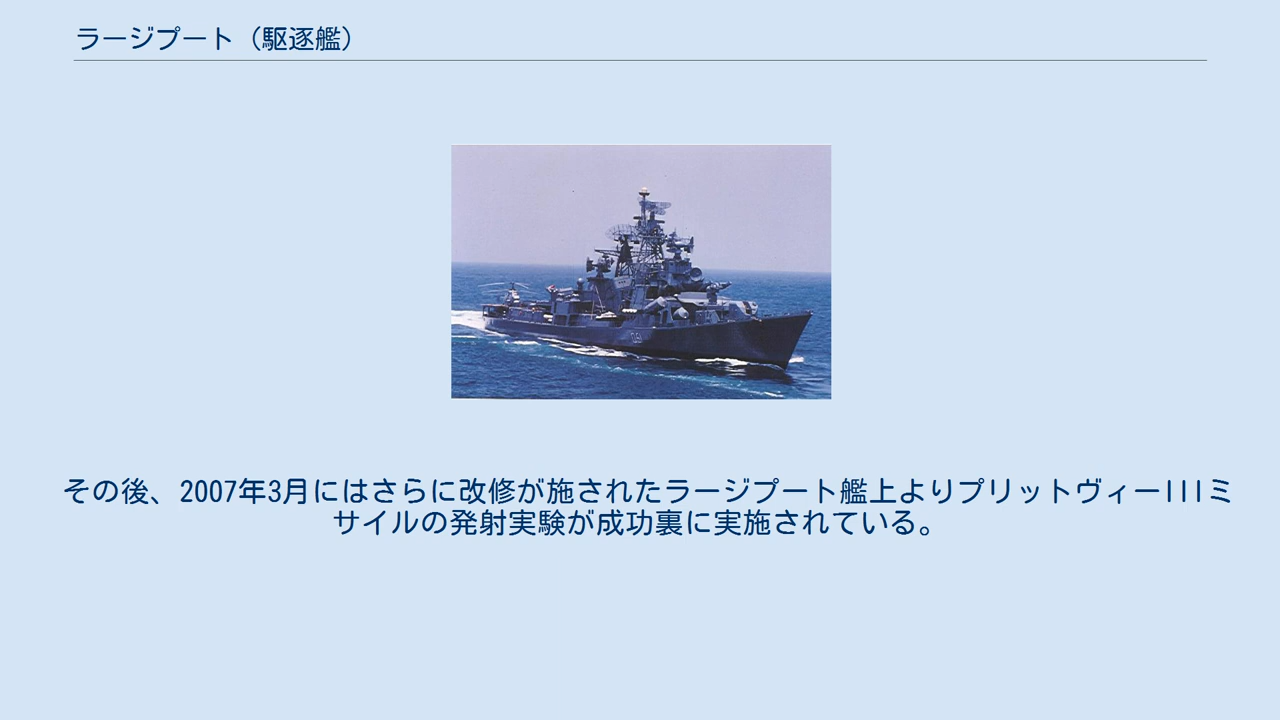 ラージプート（駆逐艦）
その後、2007年3月にはさらに改修が施されたラージプート艦上よりプリットヴィーIIIミ
サイルの発射実験が成功裏に実施されている。